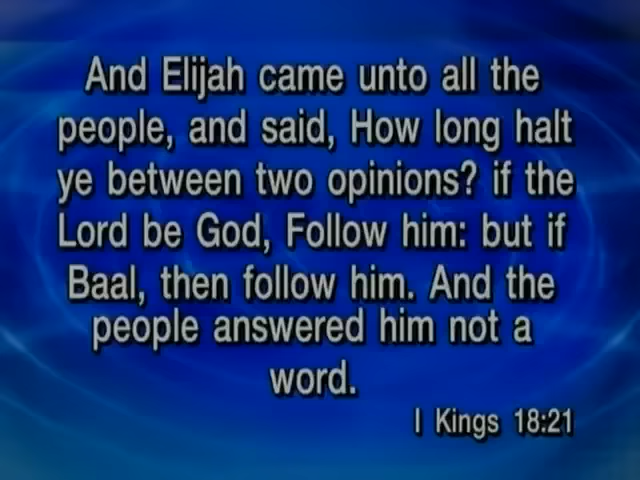 And Elijah came unto all the
people, and said, How long halt
ye between two opinions? if the
Lord be God, Follow him: but if
Baal, then follow him. And the
people answered him not a
word.
I Kings 18:21